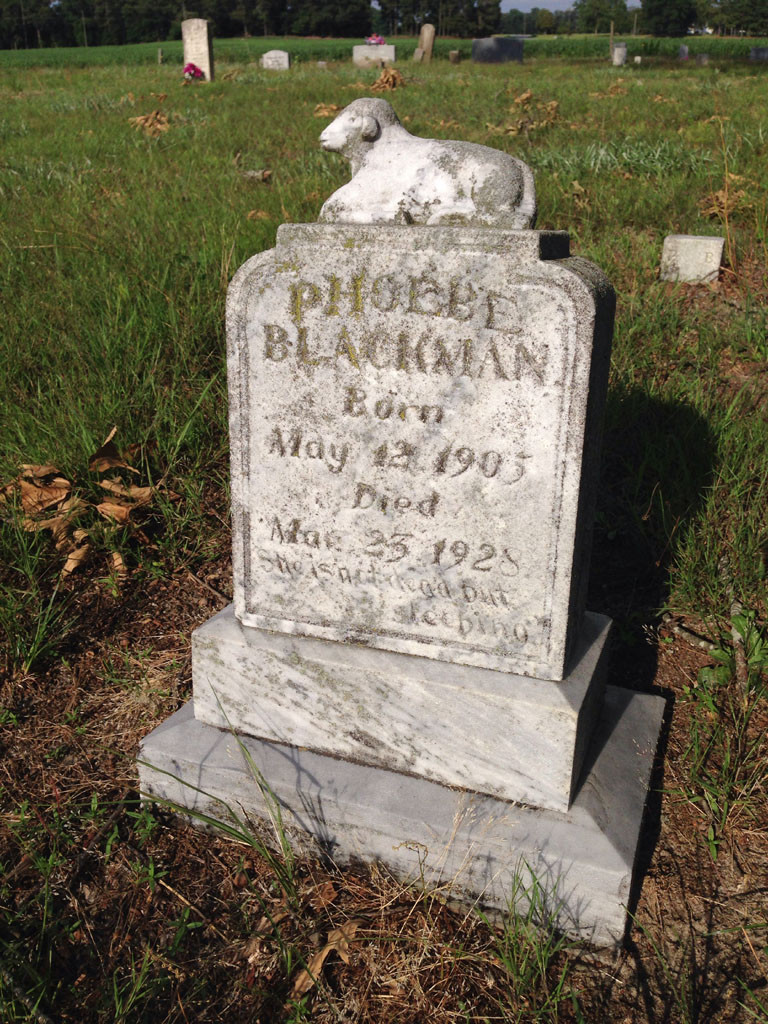 PHOEBE
BLACKMAN
Born
May 12 1905
Died
Mar 25 1928
She is not dead but
sleeping
B